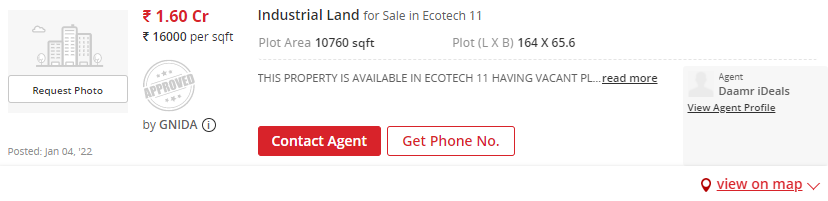 ₹ 1.60 Cr
₹ 16000 per sqft
Industrial Land for Sale in Ecotech 11
Plot Area 10760 sqft Plot (L X B) 164 X 65.6
THIS PROPERTY IS AVAILABLE IN ECOTECH 11 HAVING VACANT PL...read more
Request Photo
APPROVED
by GNIDA i
Agent
Daamr iDeals
View Agent Profile
Contact Agent
Get Phone No.
Posted: Jan 04, '22
view on map